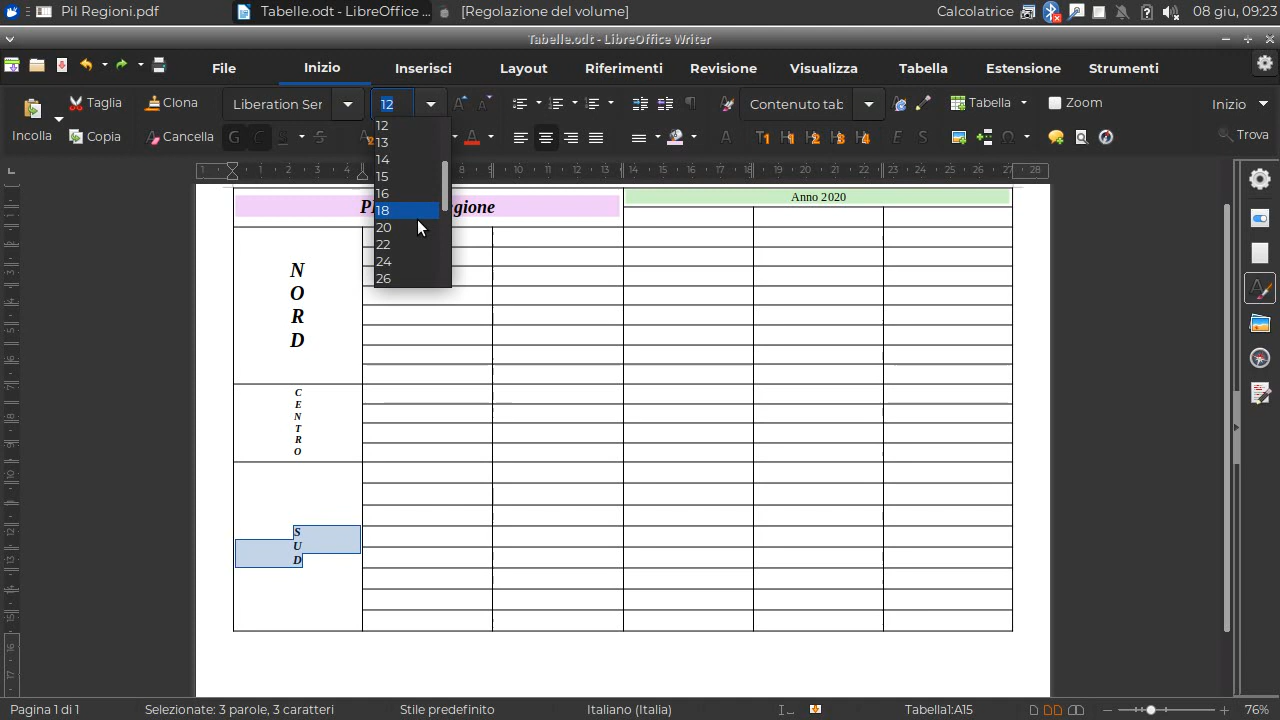 Pil Regioni.pdf
Tabelle.odt - LibreOffice ...
[Regolazione del volume]
Calcolatrice
08 giu, 09:23
Tabelle.odt - LibreOffice Writer
File
Inizio
Inserisci
Layout
Riferimenti
Revisione
Visualizza
Tabella
Estensione
Strumenti
Incolla
Taglia
Copia
Clona
Cancella
Liberation Ser
12
Contenuto tab
Tabella
Zoom
Inizio
Trova
12
13
14
15
16
18
20
22
24
26
Anno 2020
N
O
R
D
C
E
N
T
R
O
S
U
D
Pagina 1 di 1
Selezionate: 3 parole, 3 caratteri
Stile predefinito
Italiano (Italia)
Tabella1:A15
76%